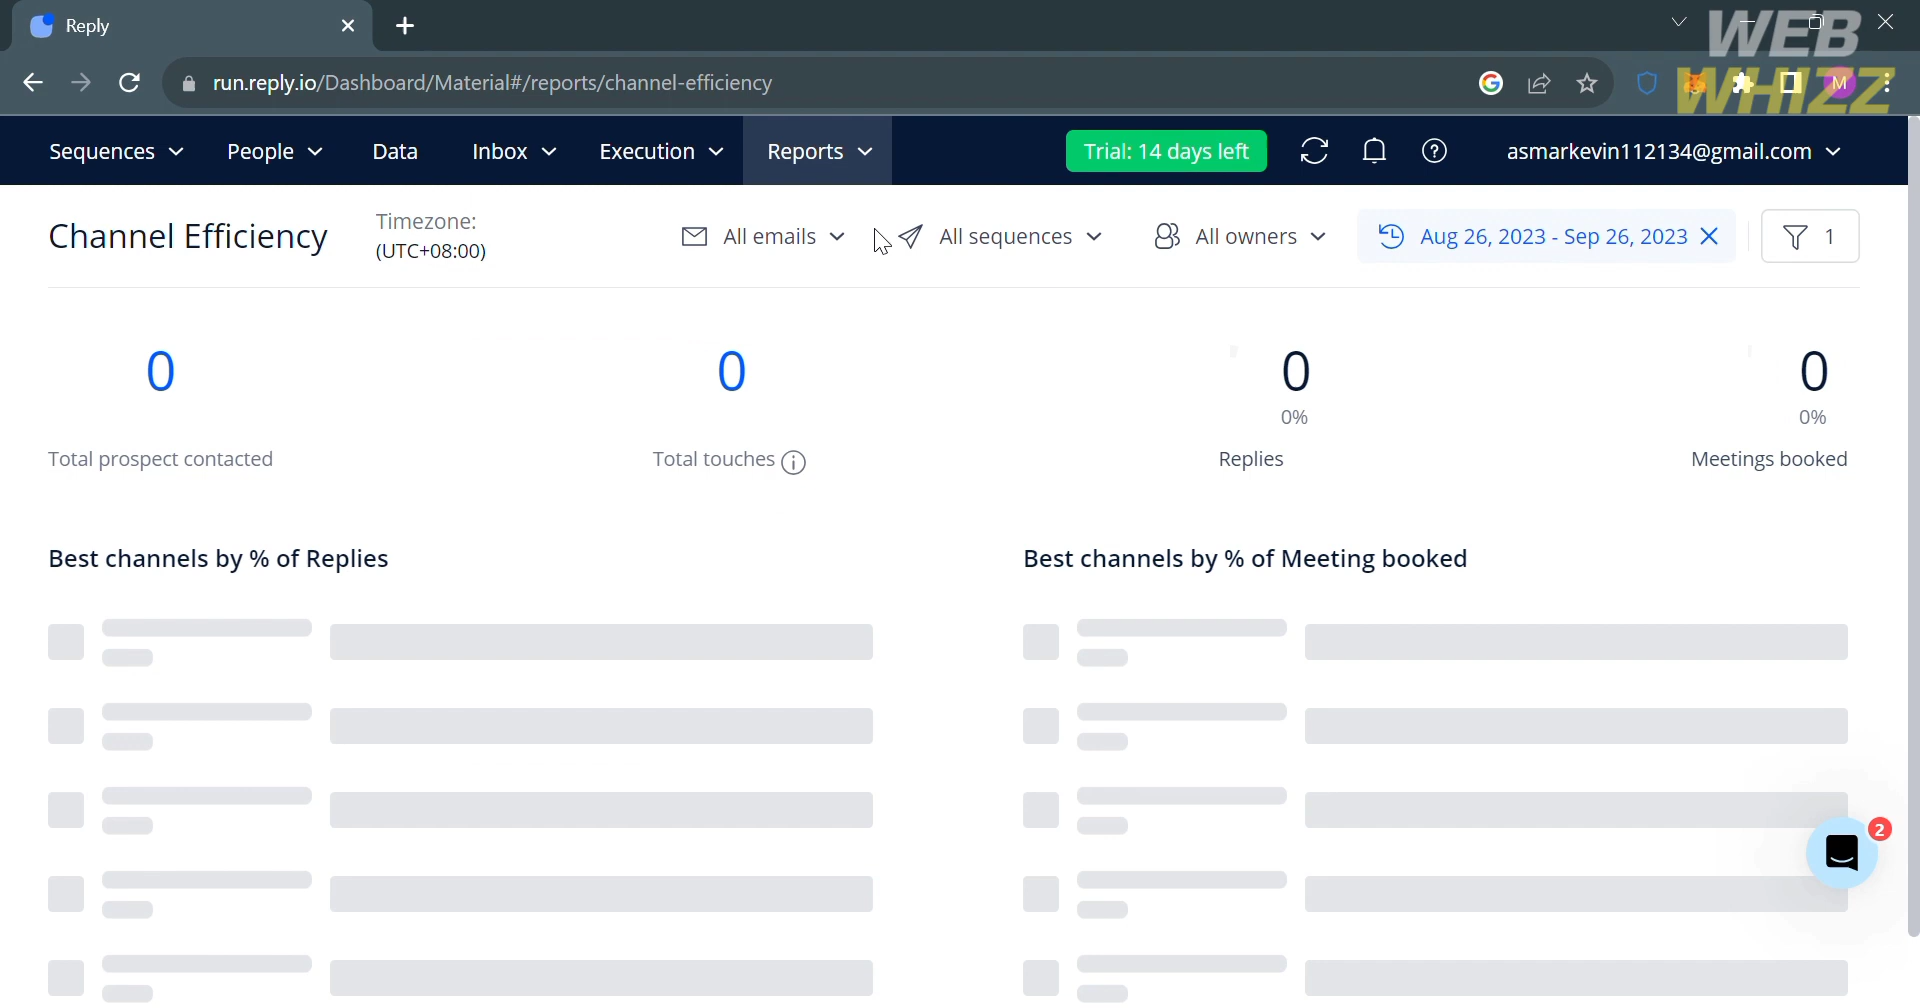 Reply
WEB
WHIZZ
run.reply.io/Dashboard/Material#/reports/channel-efficiency
M
Sequences People Data Inbox Execution Reports Trial: 14 days left asmarkevin112134@gmail.com
Channel Efficiency
Timezone:
(UTC+08:00)
All emails All sequences All owners Aug 26, 2023 - Sep 26, 2023 1
0 0 0 0
0% 0%
Total prospect contacted Total touches Replies Meetings booked
Best channels by % of Replies Best channels by % of Meeting booked
2